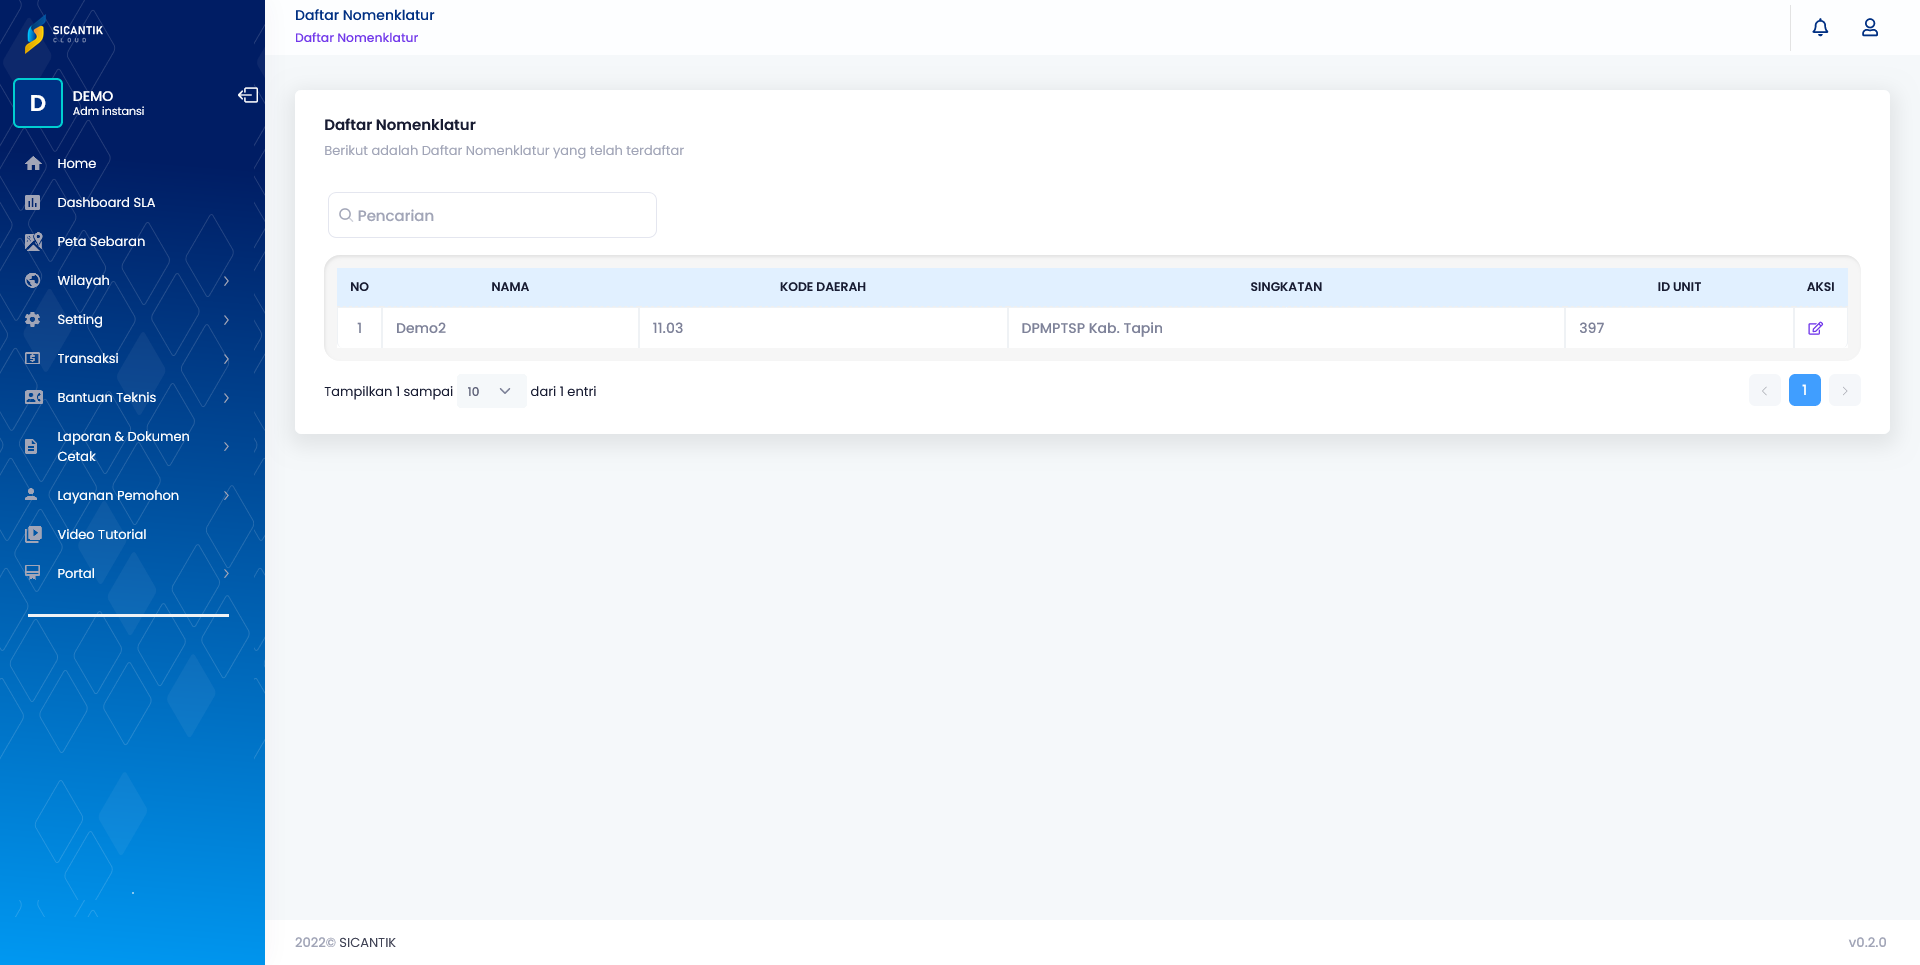 SICANTIK
CLOUD
D
DEMO
Adm instansi
Home
Dashboard SLA
Peta Sebaran
Wilayah
Setting
Transaksi
Bantuan Teknis
Laporan & Dokumen
Cetak
Layanan Pemohon
Video Tutorial
Portal
Daftar Nomenklatur
Daftar Nomenklatur
Daftar Nomenklatur
Berikut adalah Daftar Nomenklatur yang telah terdaftar
Pencarian
NO NAMA KODE DAERAH SINGKATAN ID UNIT AKSI
1 Demo2 11.03 DPMPTSP Kab. Tapin 397
Tampilkan 1 sampai 10 dari 1 entri
1
2022© SICANTIK
v0.2.0